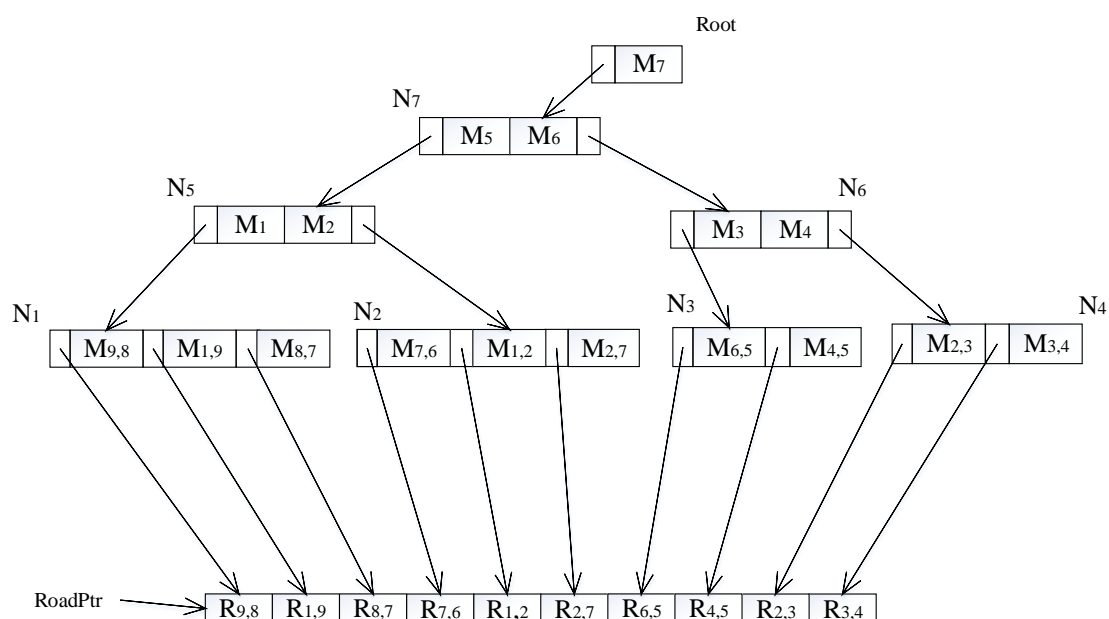 Root
M7
N7
M5 M6
N5
M1 M2
N6
M3 M4
N1
M9,8 M1,9 M8,7
N2
M7,6 M1,2 M2,7
N3
M6,5 M4,5
N4
M2,3 M3,4
RoadPtr
R9,8 R1,9 R8,7 R7,6 R1,2 R2,7 R6,5 R4,5 R2,3 R3,4